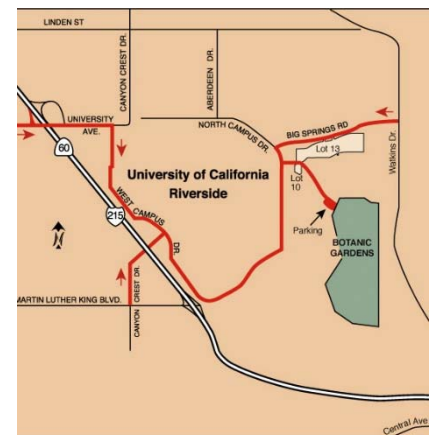 LINDEN ST
CANYON CREST DR.
ABERDEEN DR.
UNIVERSITY
AVE.
NORTH CAMPUS DR.
BIG SPRINGS RD
Watkins Dr.
60
Lot 13
Lot
10
University of California
Riverside
WEST CAMPUS
DR.
215
Parking
BOTANIC
GARDENS
CANYON
CREST DR.
MARTIN LUTHER KING BLVD.
Central Ave